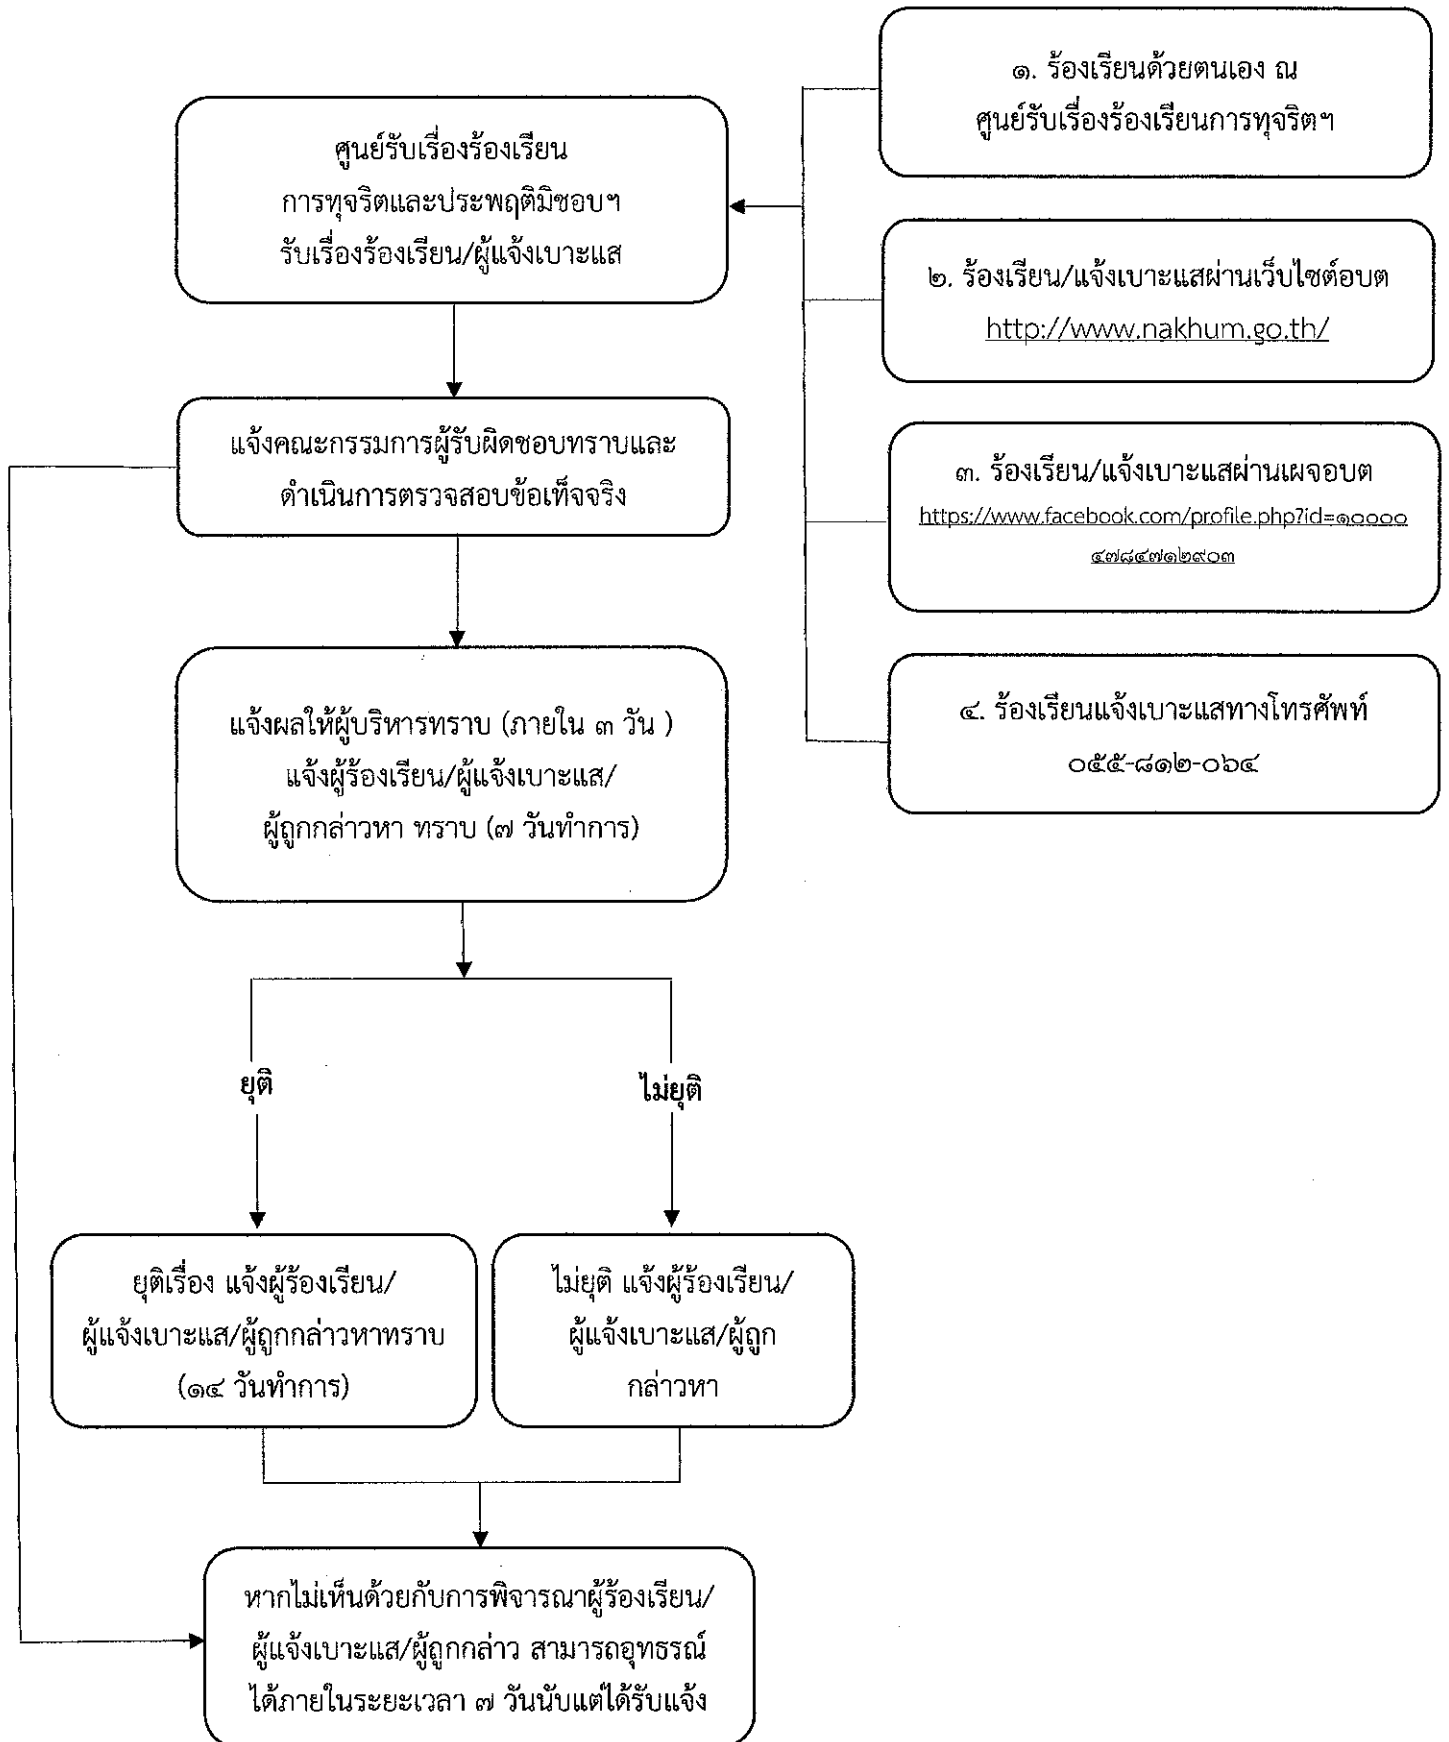 ๑. ร้องเรียนด้วยตนเอง ณ
ศูนย์รับเรื่องร้องเรียนการทุจริตฯ
ศูนย์รับเรื่องร้องเรียน
การทุจริตและประพฤติมิชอบฯ
รับเรื่องร้องเรียน/ผู้แจ้งเบาะแส
๒. ร้องเรียน/แจ้งเบาะแสผ่านเว็บไซต์อบต
http://www.nakhum.go.th/
แจ้งคณะกรรมการผู้รับผิดชอบทราบและ
ดำเนินการตรวจสอบข้อเท็จจริง
๓. ร้องเรียน/แจ้งเบาะแสผ่านเผจอบต
https://www.facebook.com/profile.php?id=๑๐๐๐๐
๔๗๘๔๗๑๒๙๐๓
แจ้งผลให้ผู้บริหารทราบ (ภายใน ๓ วัน )
แจ้งผู้ร้องเรียน/ผู้แจ้งเบาะแส/
ผู้ถูกกล่าวหา ทราบ (๗ วันทำการ)
๔. ร้องเรียนแจ้งเบาะแสทางโทรศัพท์
๐๕๕-๘๑๒-๐๖๔
ยุติ
ไม่ยุติ
ยุติเรื่อง แจ้งผู้ร้องเรียน/
ผู้แจ้งเบาะแส/ผู้ถูกกล่าวหาทราบ
(๑๔ วันทำการ)
ไม่ยุติ แจ้งผู้ร้องเรียน/
ผู้แจ้งเบาะแส/ผู้ถูก
กล่าวหา
หากไม่เห็นด้วยกับการพิจารณาผู้ร้องเรียน/
ผู้แจ้งเบาะแส/ผู้ถูกกล่าว สามารถอุทธรณ์
ได้ภายในระยะเวลา ๗ วันนับแต่ได้รับแจ้ง